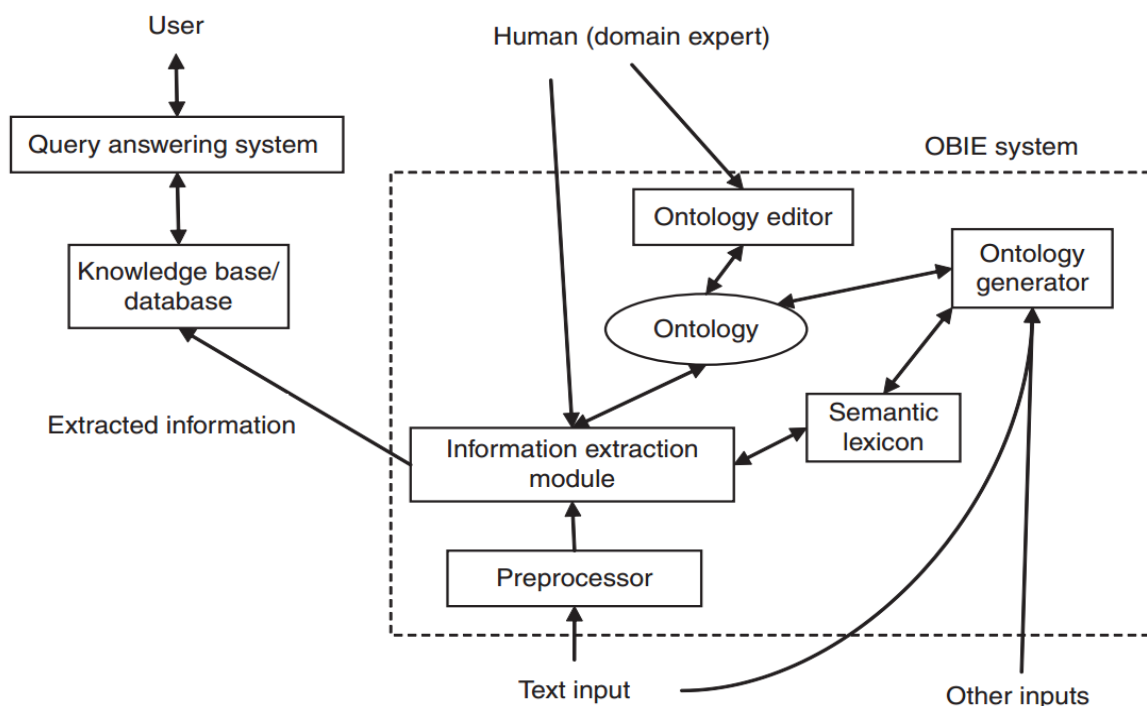 User
Human (domain expert)
Query answering system
OBIE system
Ontology editor
Ontology
generator
Knowledge base/
database
Ontology
Extracted information
Semantic
lexicon
Information extraction
module
Preprocessor
Text input
Other inputs